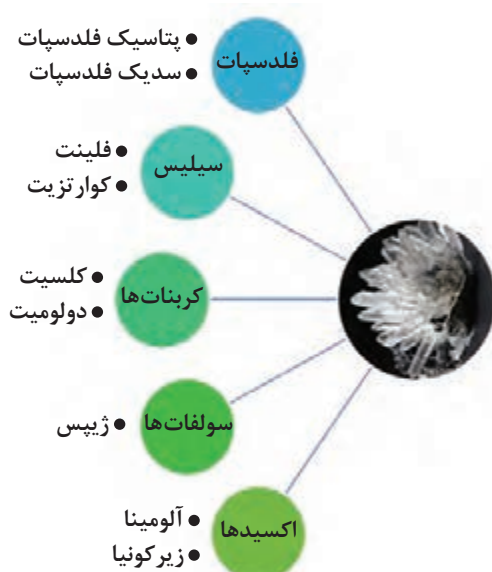 فلدسپات
● پتاسیک فلدسپات
● سدیک فلدسپات
سیلیس
● فلینت
● کوارتزیت
کربنات‌ها
● کلسیت
● دولومیت
سولفات‌ها
● ژیپس
اکسیدها
● آلومینا
● زیرکونیا